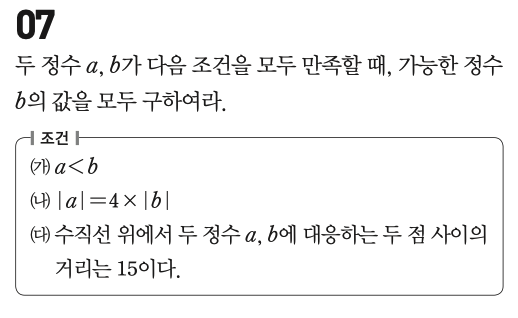 07
두 정수 a, b가 다음 조건을 모두 만족할 때, 가능한 정수
b의 값을 모두 구하여라.
조건
㈎ a<b
㈏ |a|=4×|b|
㈐ 수직선 위에서 두 정수 a, b에 대응하는 두 점 사이의
거리는 15이다.